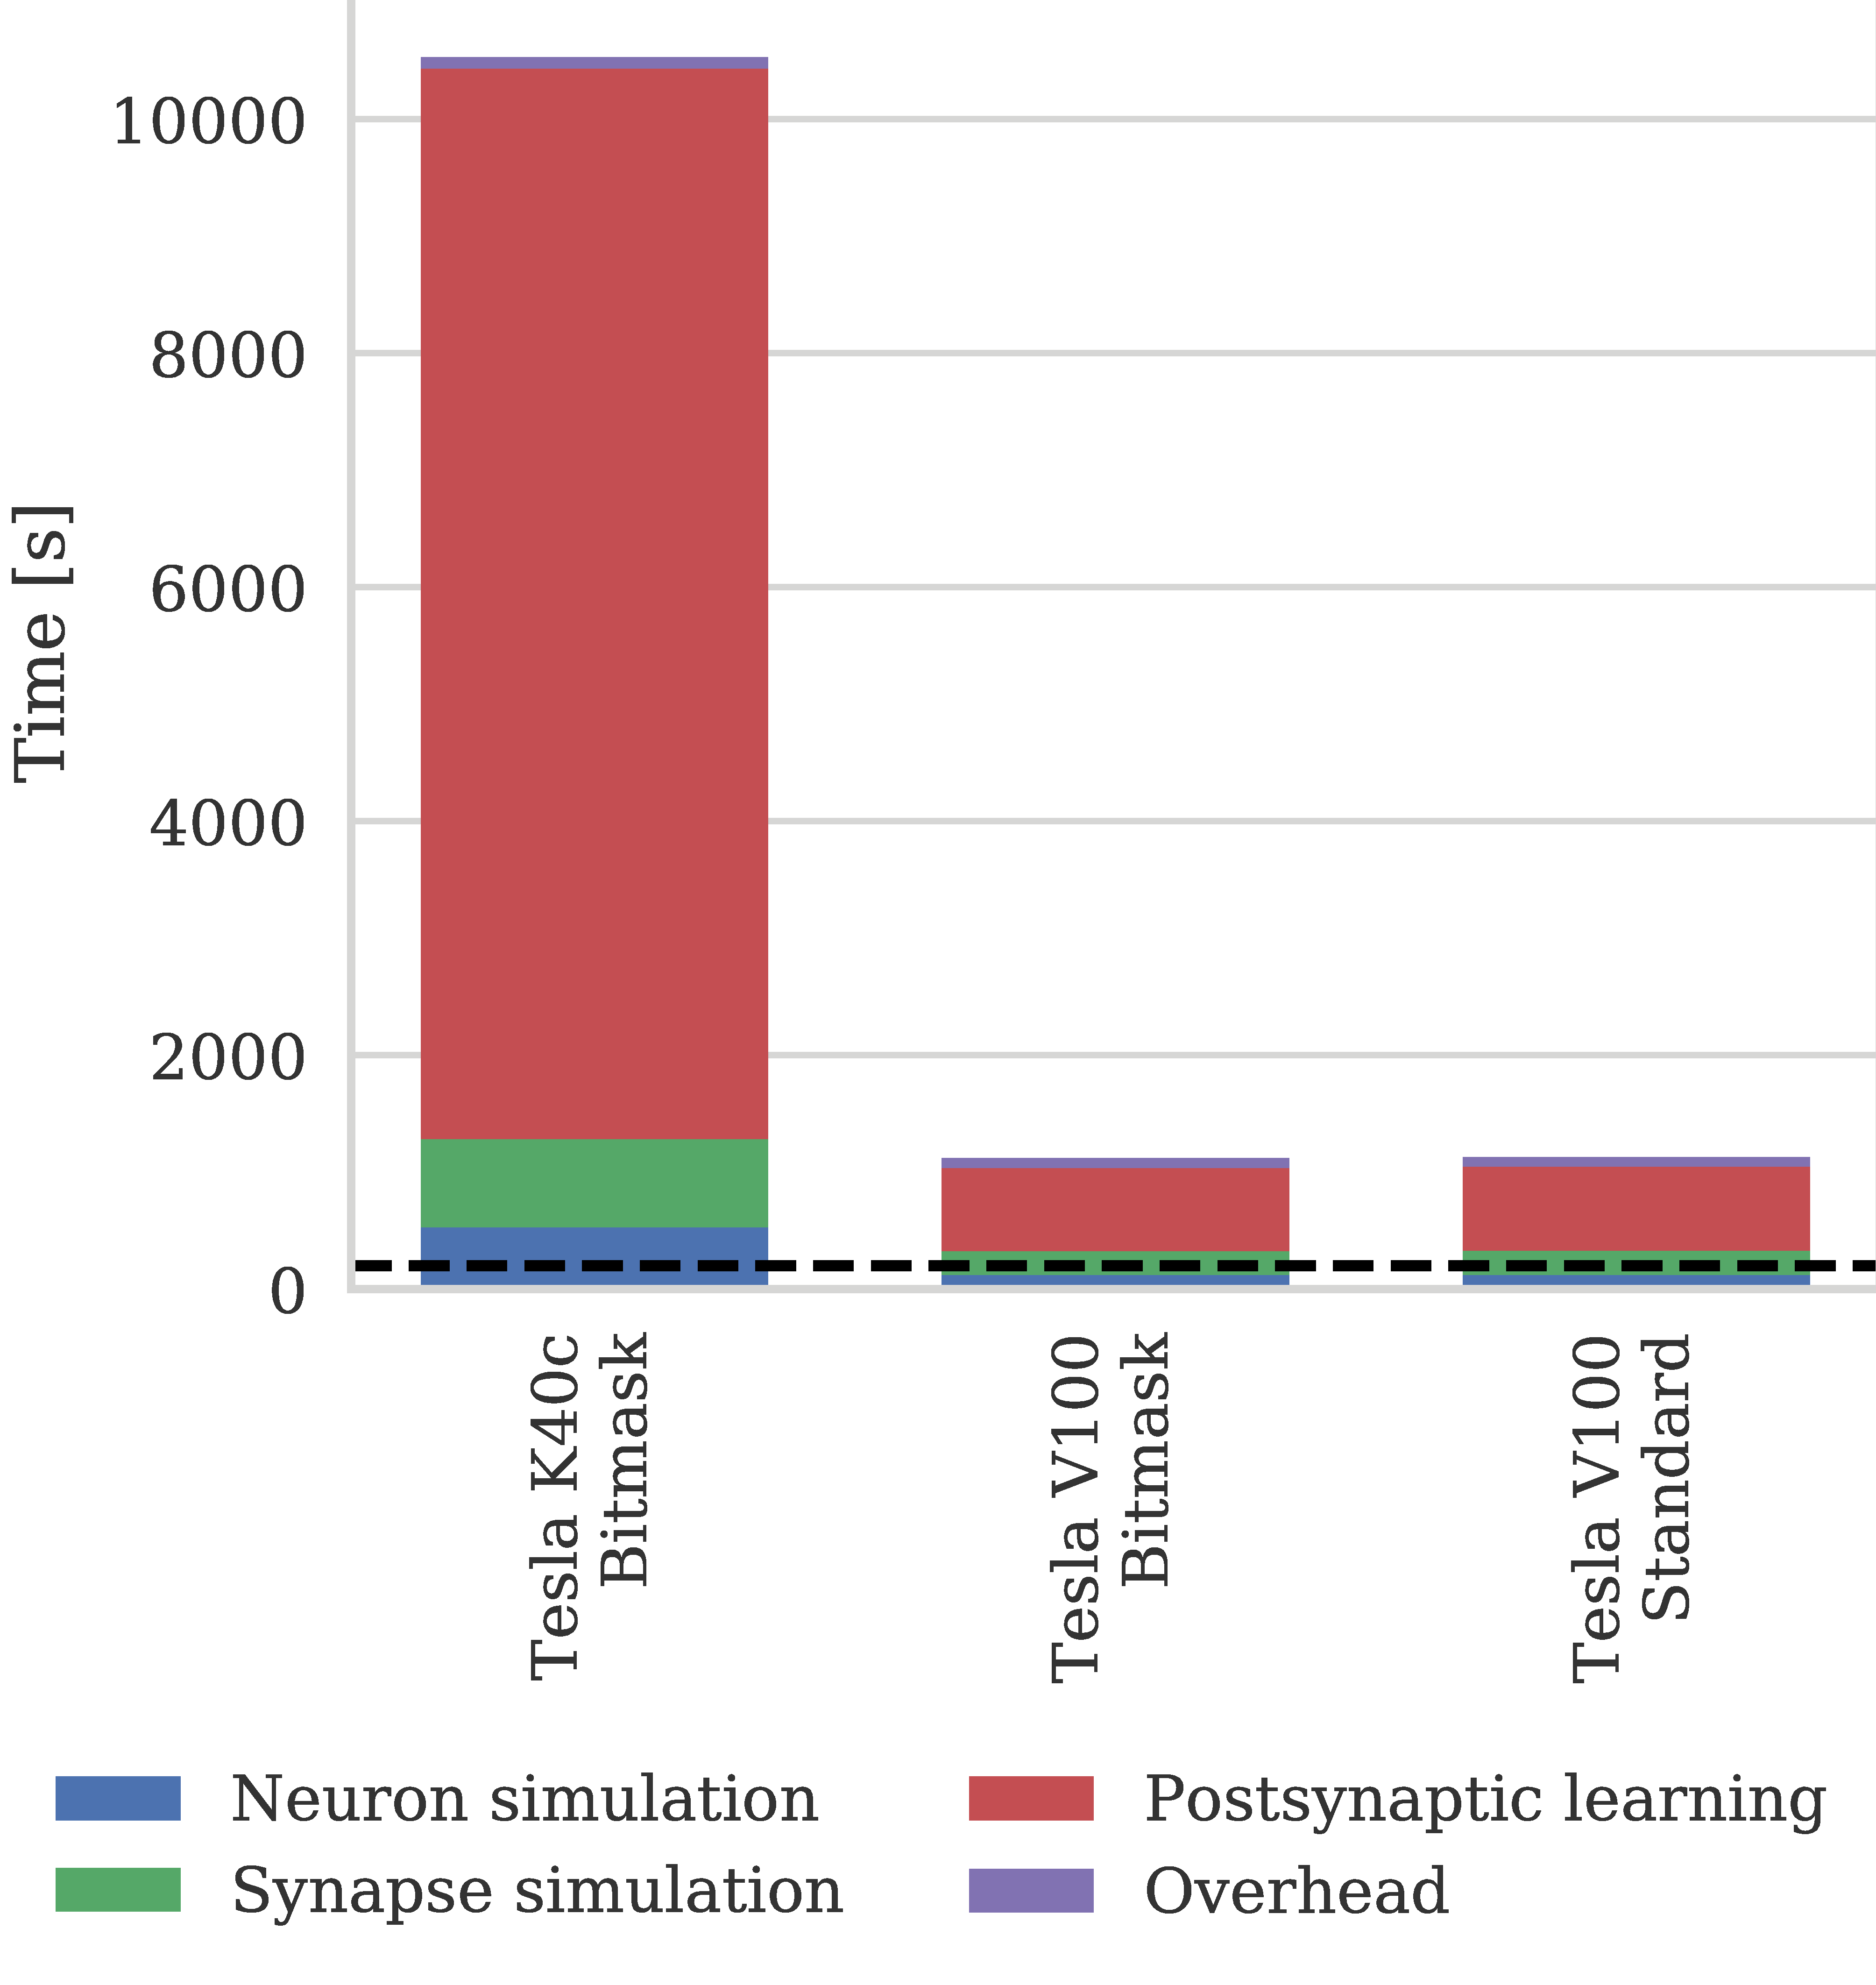 10000
8000
6000
4000
2000
0
Time [s]
Tesla K40c
Bitmask
Tesla V100
Bitmask
Tesla V100
Standard
Neuron simulation
Synapse simulation
Postsynaptic learning
Overhead